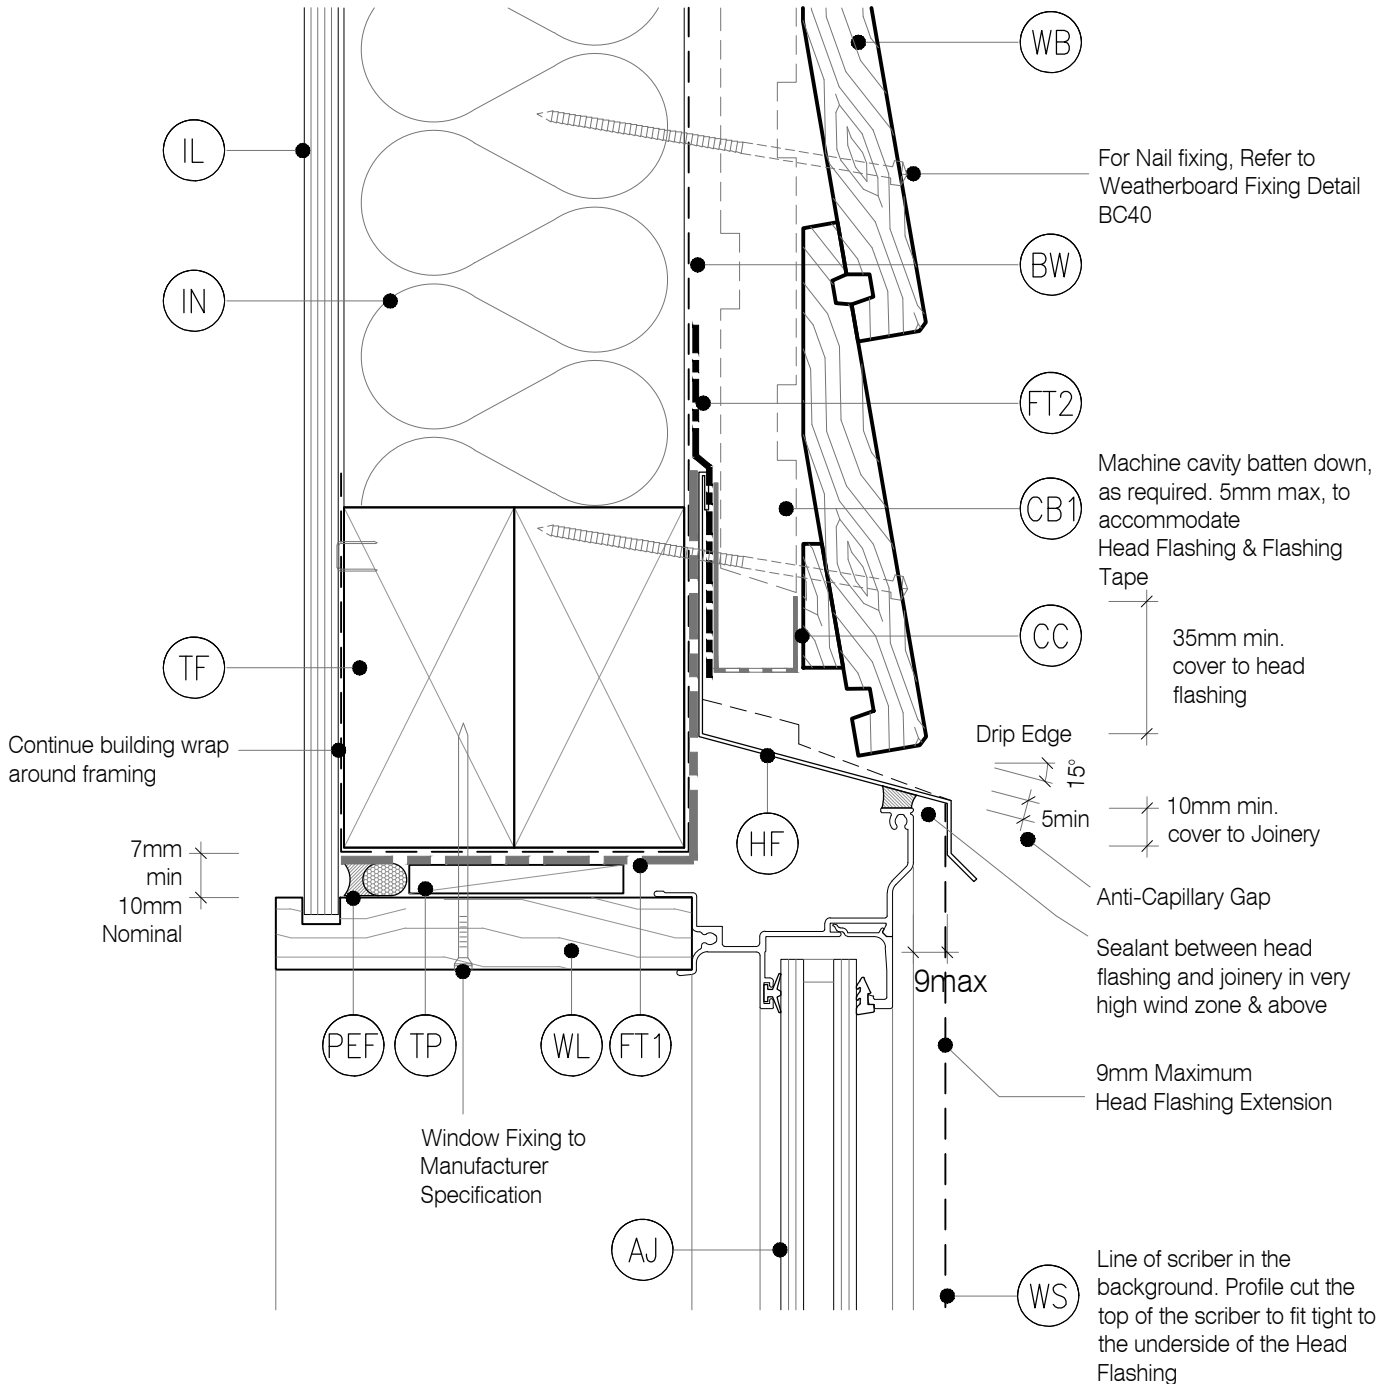 WB
IL
For Nail fixing, Refer to
Weatherboard Fixing Detail
BC40
BW
IN
FT2
Machine cavity batten down,
as required. 5mm max, to
accommodate
Head Flashing & Flashing
Tape
CB1
CC
35mm min.
cover to head
flashing
TF
Continue building wrap
around framing
Drip Edge
15°
5min
10mm min.
cover to Joinery
HF
7mm
min
10mm
Nominal
Anti-Capillary Gap
Sealant between head
flashing and joinery in very
high wind zone & above
9max
PEF
TP
WL
FT1
9mm Maximum
Head Flashing Extension
Window Fixing to
Manufacturer
Specification
AJ
WS
Line of scriber in the
background. Profile cut the
top of the scriber to fit tight to
the underside of the Head
Flashing